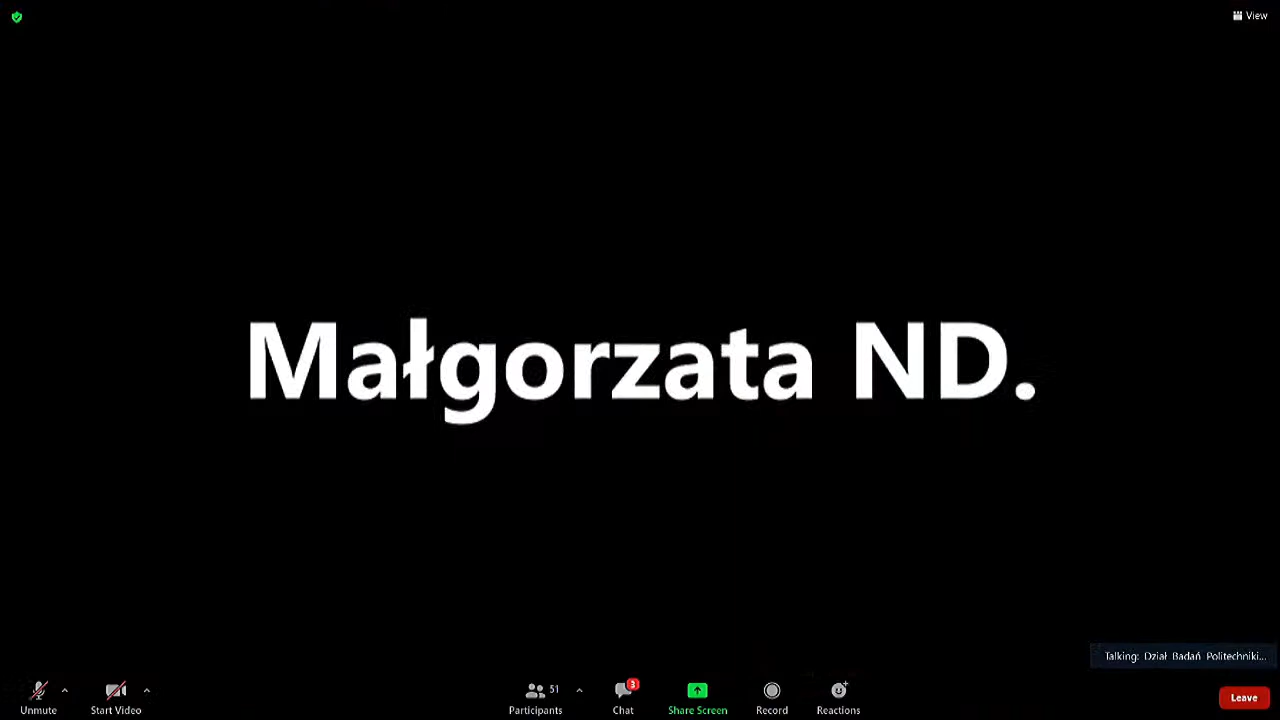 View
Małgorzata ND.
Talking: Dział Badań Politechniki...
Unmute
Start Video
Participants
51
Chat
3
Share Screen
Record
Reactions
Leave